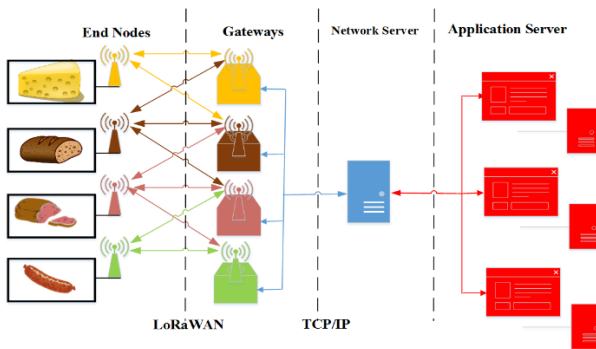 End Nodes
Gateways
Network Server
Application Server
LoRaWAN
TCP/IP